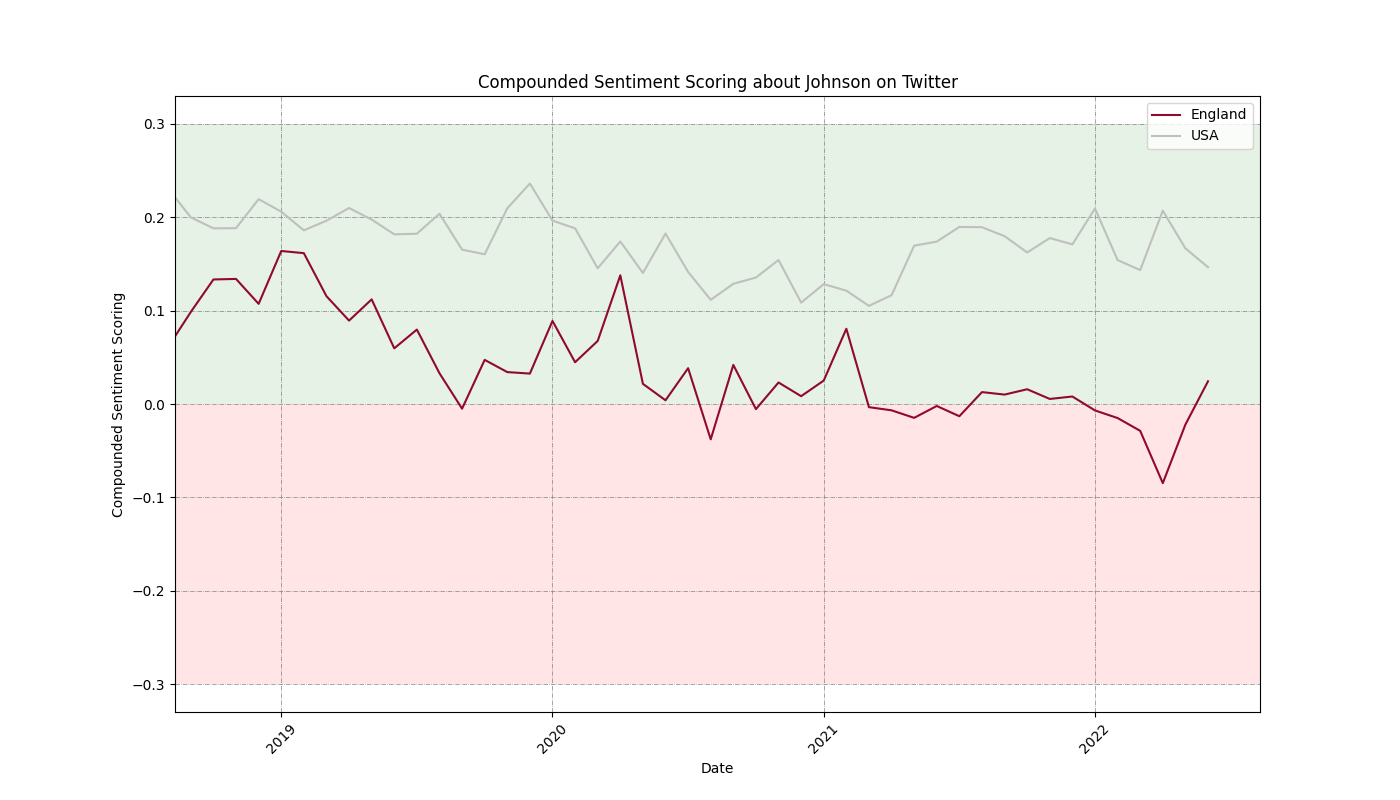 Compounded Sentiment Scoring about Johnson on Twitter
England
USA
Compounded Sentiment Scoring
0.3
0.2
0.1
0.0
−0.1
−0.2
−0.3
2019
2020
2021
2022
Date